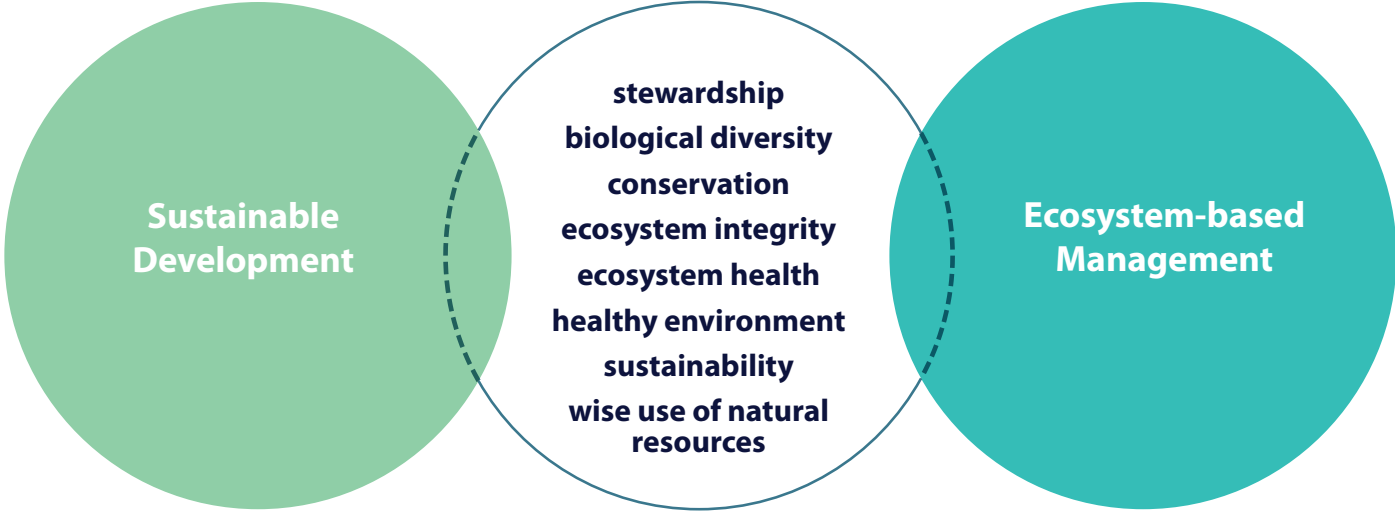 Sustainable
Development
stewardship
biological diversity
conservation
ecosystem integrity
ecosystem health
healthy environment
sustainability
wise use of natural
resources
Ecosystem-based
Management